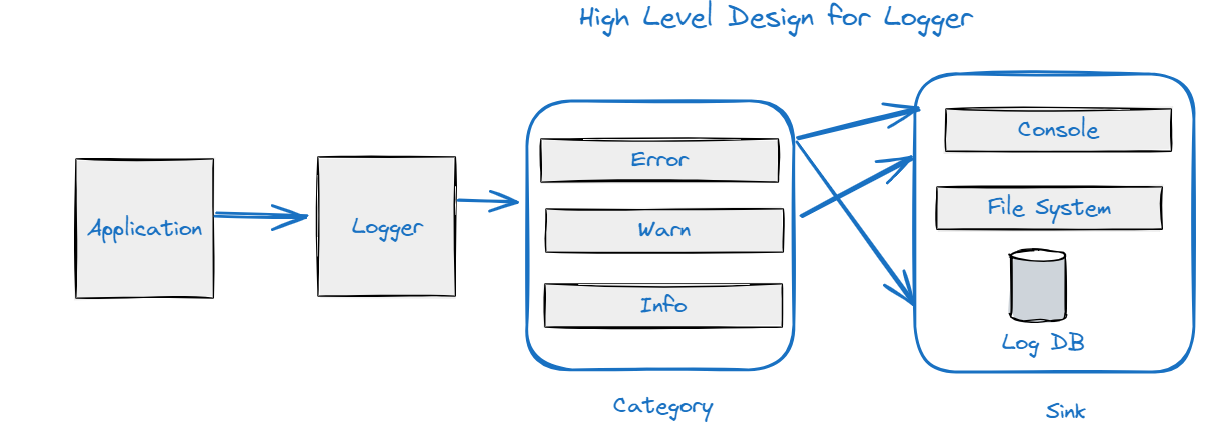 High Level Design for Logger
Application
Logger
Error
Warn
Info
Category
Console
File System
Log DB
Sink